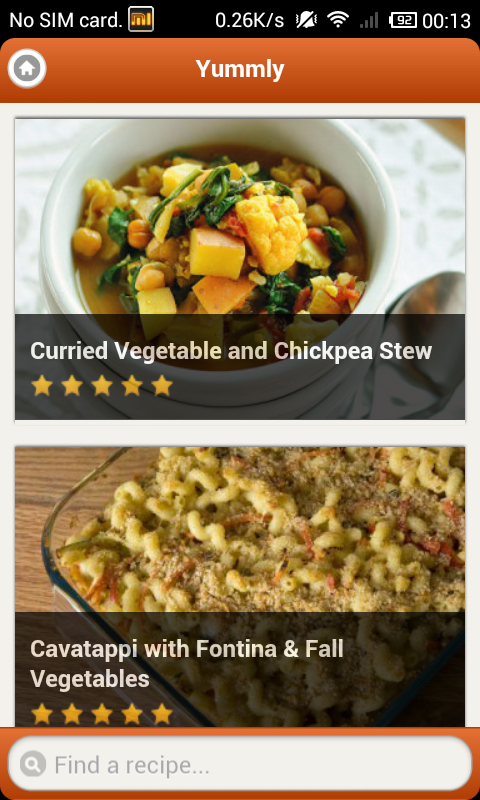 No SIM card. 0.26K/s 92 00:13
Yummly
Curried Vegetable and Chickpea Stew
Cavatappi with Fontina & Fall
Vegetables
Find a recipe...